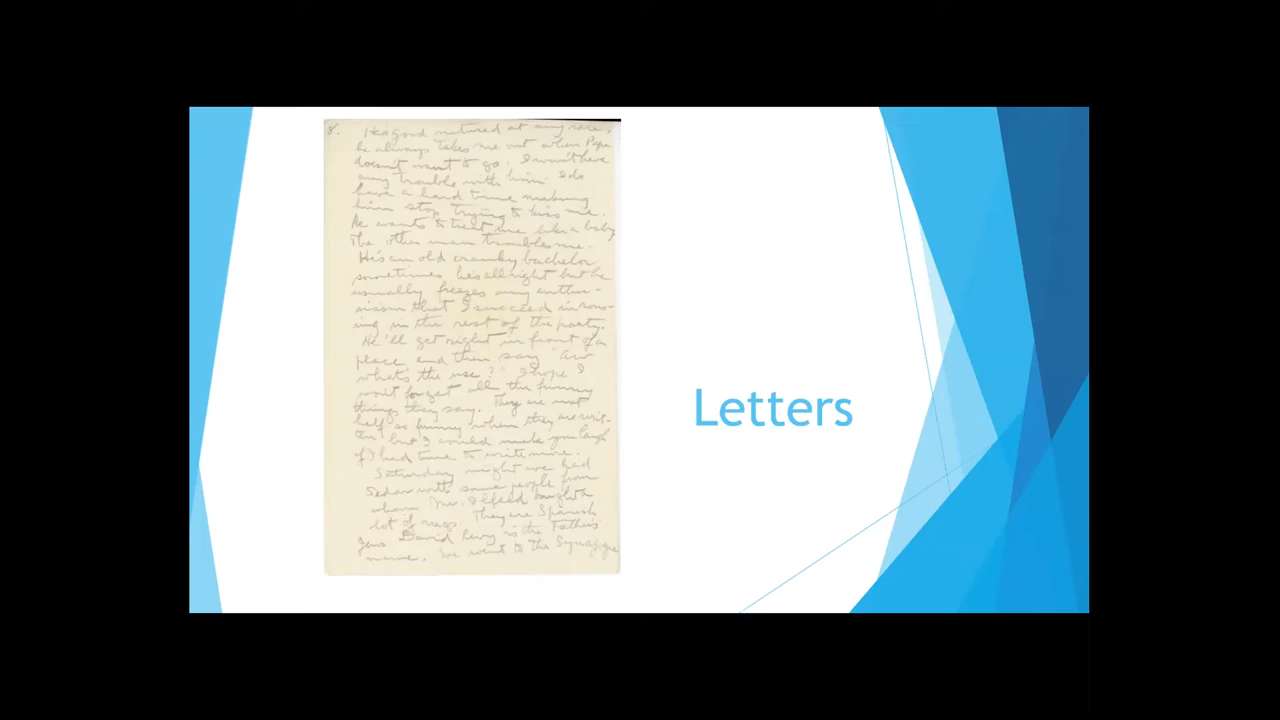 8. He's good natured at any rate,
he always takes me out when Papa
doesn't want to go. I won't have
any trouble with him. I do
have a hard time making
him stop trying to kiss me.
He wants to treat me like a baby
The other man troubles me.
He's an old cranky bachelor
sometimes he's all right but he
usually freezes any enthu-
siasm that I succeed in rous-
ing in the rest of the party.
He'll get right in front of a
place and then say "Aw
what's the use?" I hope I
won't forget all the funny
things they say. They are not
half so funny when they are writ-
ten but I could make you laugh
if I had time to write more.
Saturday night we had
Sedar with some people from
whom Mr. Ilfeld bought a
lot of rugs. They are Spanish
Jews David is the Father's
name. We went to the Synagogue
Letters